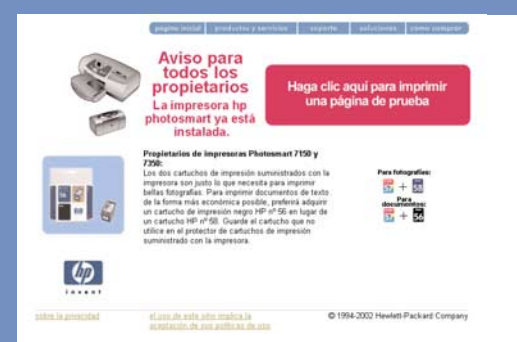 página inicial productos y servicios soporte soluciones cómo comprar
Aviso para
todos los
propietarios
La impresora hp
photosmart ya está
instalada.
Haga clic aquí para imprimir
una página de prueba
Propietarios de impresoras Photosmart 7150 y
7350:
Los dos cartuchos de impresión suministrados con la
impresora son justo lo que necesita para imprimir
bellas fotografías. Para imprimir documentos de texto
de la forma más económica posible, preferirá adquirir
un cartucho de impresión negro HP nº 56 en lugar de
un cartucho HP nº 58. Guarde el cartucho que no
utilice en el protector de cartuchos de impresión
suministrado con la impresora.
Para fotografías:
57 + 58
Para
documentos:
57 + 56
hp
invent
sobre la privacidad
el uso de este sitio implica la
aceptación de sus políticas de uso
© 1994-2002 Hewlett-Packard Company